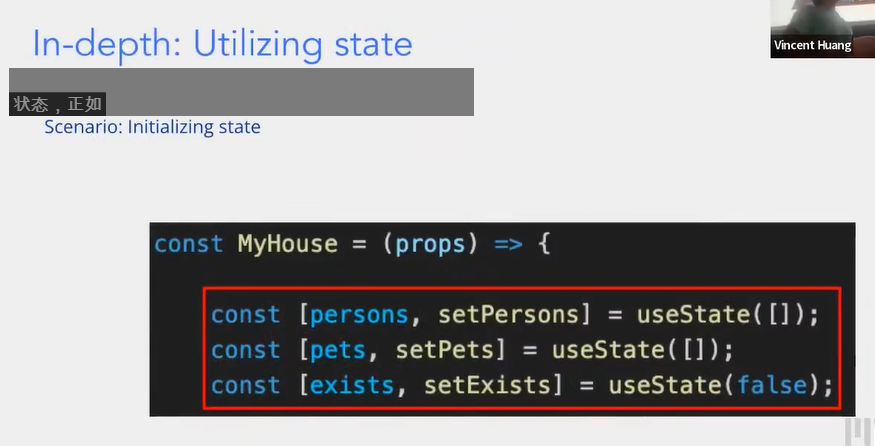 In-depth: Utilizing state
Vincent Huang
状态，正如
Scenario: Initializing state
const MyHouse = (props) => {
const [persons, setPersons] = useState([]);
const [pets, setPets] = useState([]);
const [exists, setExists] = useState(false);